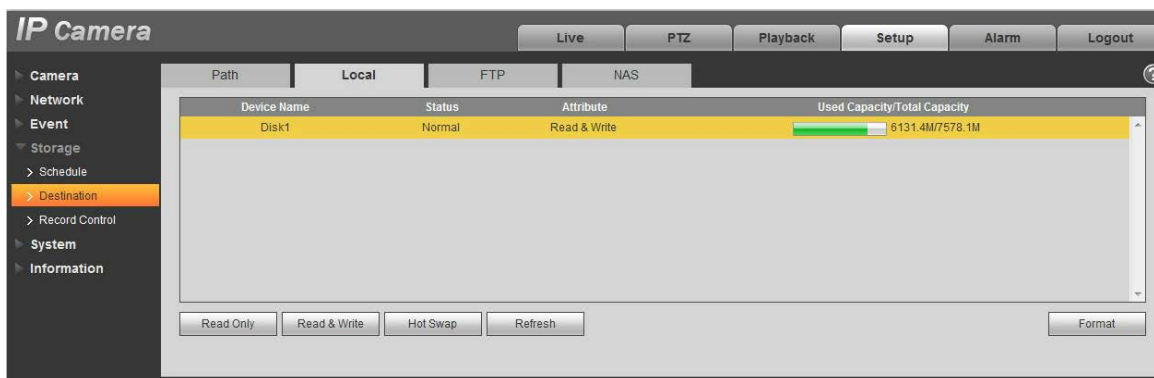 IP Camera
Live PTZ Playback Setup Alarm Logout
Camera
Network
Event
Storage
Schedule
Destination
Record Control
System
Information
Path Local FTP NAS
?
Device Name Status Attribute Used Capacity/Total Capacity
Disk1 Normal Read & Write 6131.4M/7578.1M
Read Only Read & Write Hot Swap Refresh Format